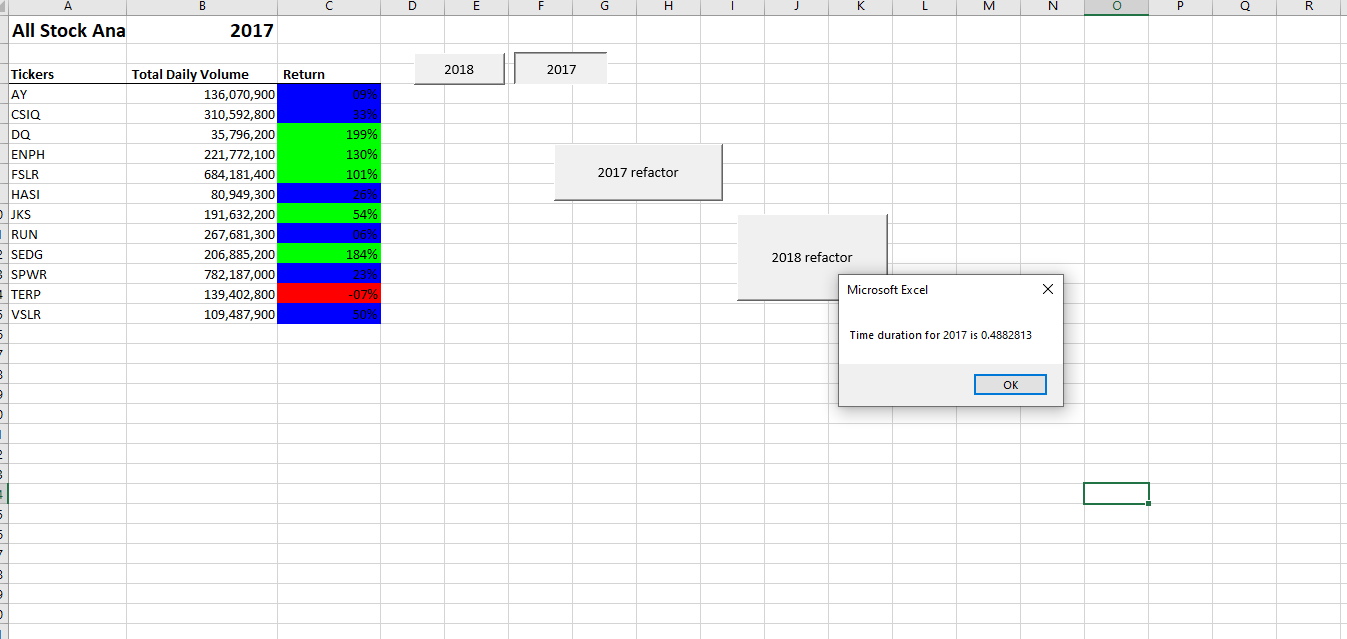 A B C D E F G H I J K L M N O P Q R
All Stock Ana 2017
2018 2017
Tickers Total Daily Volume Return
AY 136,070,900 09%
CSIQ 310,592,800 33%
DQ 35,796,200 199%
ENPH 221,772,100 130%
2017 refactor
FSLR 684,181,400 101%
HASI 80,949,300 26%
JKS 191,632,200 54%
RUN 267,681,300 06%
SEDG 206,885,200 184%
2018 refactor
SPWR 782,187,000 23%
TERP 139,402,800 -07%
VSLR 109,487,900 50%
Microsoft Excel
Time duration for 2017 is 0.4882813
OK